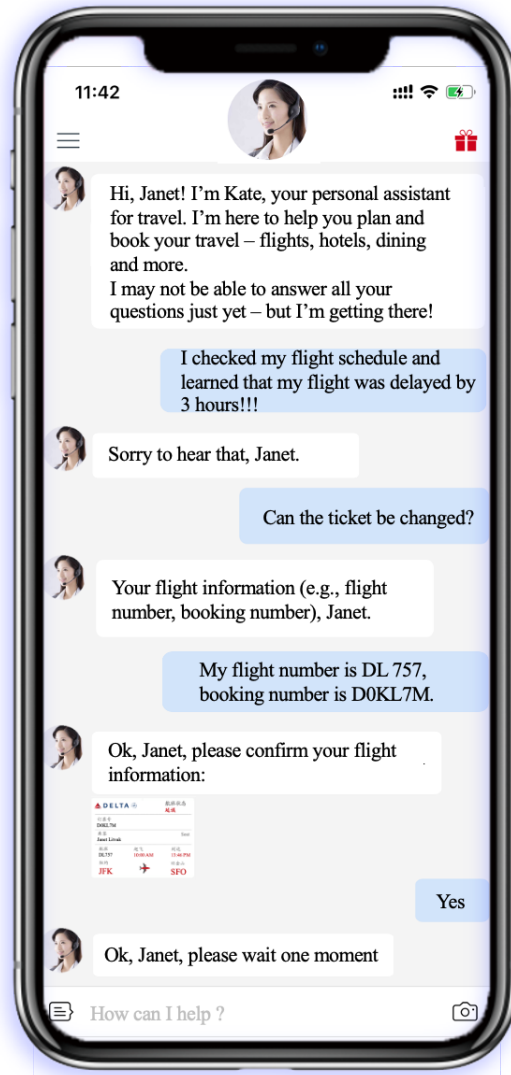 11:42
Hi, Janet! I’m Kate, your personal assistant
for travel. I’m here to help you plan and
book your travel – flights, hotels, dining
and more.
I may not be able to answer all your
questions just yet – but I’m getting there!
I checked my flight schedule and
learned that my flight was delayed by
3 hours!!!
Sorry to hear that, Janet.
Can the ticket be changed?
Your flight information (e.g., flight
number, booking number), Janet.
My flight number is DL 757,
booking number is D0KL7M.
Ok, Janet, please confirm your flight
information:
DELTA
D0KL7M
DL757 10:00 AM
JFK SFO
Yes
Ok, Janet, please wait one moment
How can I help ?